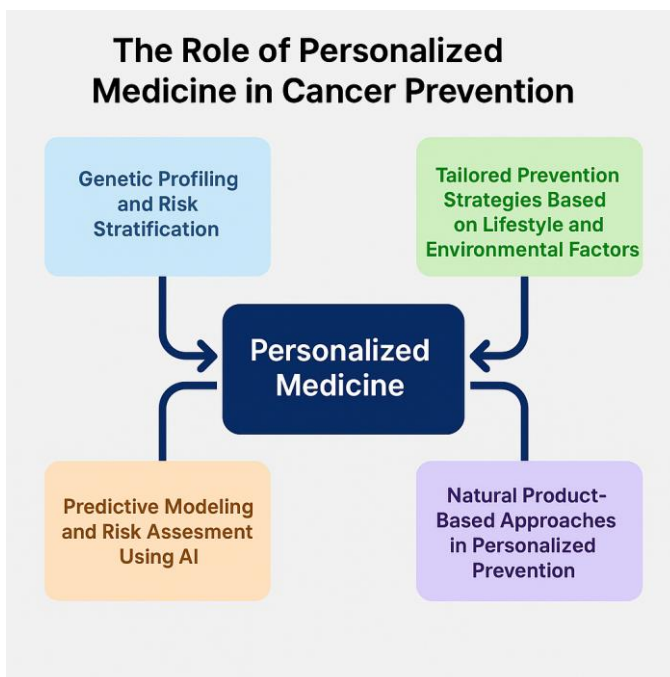 The Role of Personalized
Medicine in Cancer Prevention
Genetic Profiling
and Risk
Stratification
Tailored Prevention
Strategies Based
on Lifestyle and
Environmental Factors
Personalized
Medicine
Predictive Modeling
and Risk Assesment
Using AI
Natural Product-
Based Approaches
in Personalized
Prevention